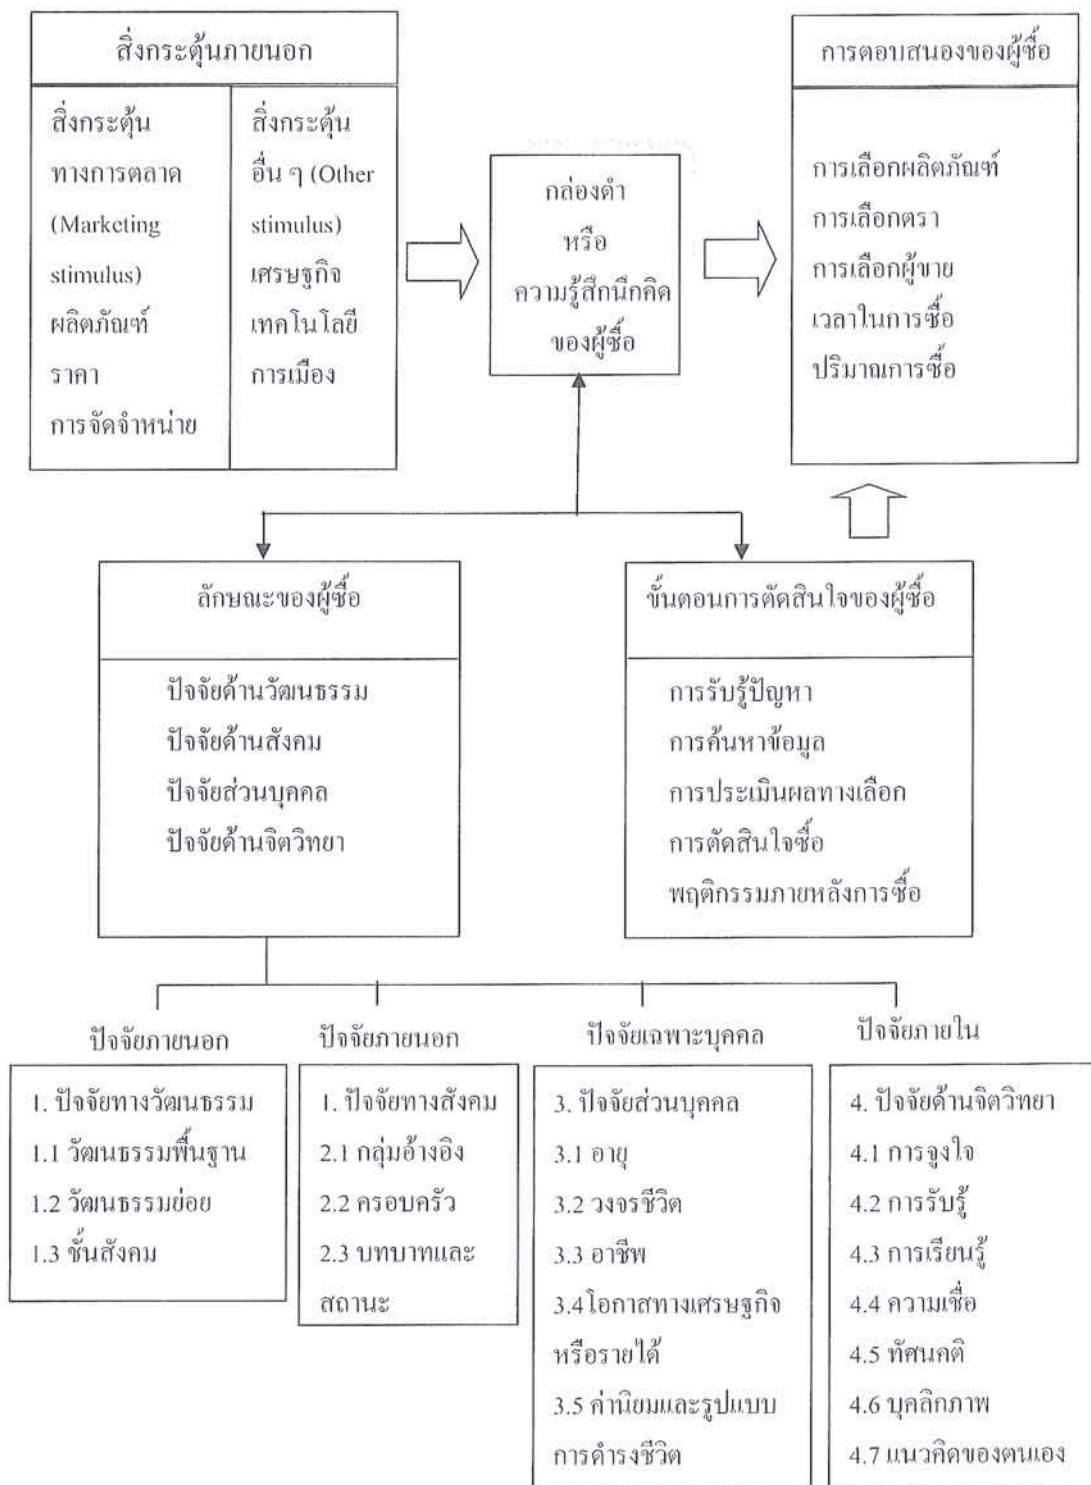 สิ่งกระตุ้นภายนอก
สิ่งกระตุ้น
ทางการตลาด
(Marketing
stimulus)
ผลิตภัณฑ์
ราคา
การจัดจำหน่าย
สิ่งกระตุ้น
อื่น ๆ (Other
stimulus)
เศรษฐกิจ
เทคโนโลยี
การเมือง
กล่องดำ
หรือ
ความรู้สึกนึกคิด
ของผู้ซื้อ
การตอบสนองของผู้ซื้อ
การเลือกผลิตภัณฑ์
การเลือกตรา
การเลือกผู้ขาย
เวลาในการซื้อ
ปริมาณการซื้อ
ลักษณะของผู้ซื้อ
ปัจจัยด้านวัฒนธรรม
ปัจจัยด้านสังคม
ปัจจัยส่วนบุคคล
ปัจจัยด้านจิตวิทยา
ขั้นตอนการตัดสินใจของผู้ซื้อ
การรับรู้ปัญหา
การค้นหาข้อมูล
การประเมินผลทางเลือก
การตัดสินใจซื้อ
พฤติกรรมภายหลังการซื้อ
ปัจจัยภายนอก
1. ปัจจัยทางวัฒนธรรม
1.1 วัฒนธรรมพื้นฐาน
1.2 วัฒนธรรมย่อย
1.3 ชั้นสังคม
ปัจจัยภายนอก
1. ปัจจัยทางสังคม
2.1 กลุ่มอ้างอิง
2.2 ครอบครัว
2.3 บทบาทและ
สถานะ
ปัจจัยเฉพาะบุคคล
3. ปัจจัยส่วนบุคคล
3.1 อายุ
3.2 วงจรชีวิต
3.3 อาชีพ
3.4โอกาสทางเศรษฐกิจ
หรือรายได้
3.5 ค่านิยมและรูปแบบ
การดำรงชีวิต
ปัจจัยภายใน
4. ปัจจัยด้านจิตวิทยา
4.1 การจูงใจ
4.2 การรับรู้
4.3 การเรียนรู้
4.4 ความเชื่อ
4.5 ทัศนคติ
4.6 บุคลิกภาพ
4.7 แนวคิดของตนเอง